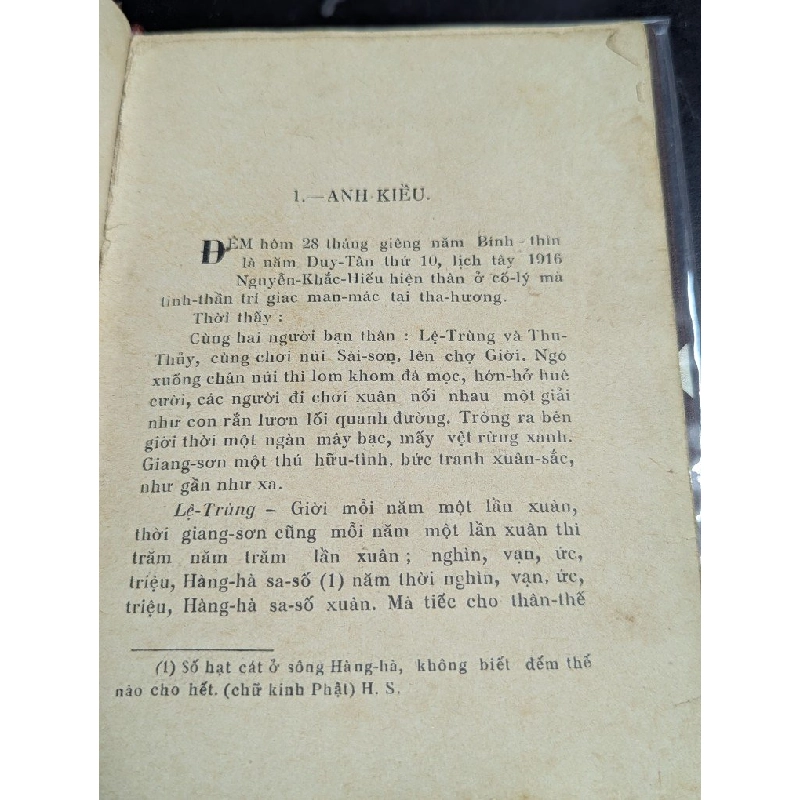 1.—ANH-KIỀU.
ĐÊM hôm 28 tháng giêng năm Bính-thìn
là năm Duy-Tân thứ 10, lịch tây 1916
Nguyễn-Khắc-Hiếu hiện thân ở cố-lý mà
tinh-thần trí giác man-mác tại tha-hương.
Thời thấy :
Cùng hai người bạn thân : Lệ-Trùng và Thu-
Thủy, cùng chơi núi Sài-sơn, lên chợ Giời. Ngó
xuống chân núi thì lom khom đá mọc, hớn-hở huê
cười, các người đi chơi xuân nối nhau một giải
như con rắn lươn lối quanh đường. Trông ra bên
giời thời một ngàn mây bạc, mấy vệt rừng xanh.
Giang-sơn một thú hữu-tình, bức tranh xuân-sắc,
như gần như xa.
Lệ-Trùng — Giời mỗi năm một lần xuân,
thời giang-sơn cũng mỗi năm một lần xuân thì
trăm năm trăm lần xuân ; nghìn, vạn, ức,
triệu, Hàng-hà sa-số (1) năm thời nghìn, vạn, ức,
triệu, Hàng-hà sa-số xuân. Mà tiếc cho thân-thế
(1) Số hạt cát ở sông Hàng-hà, không biết đếm thế
nào cho hết. (chữ kinh Phật) H. S.